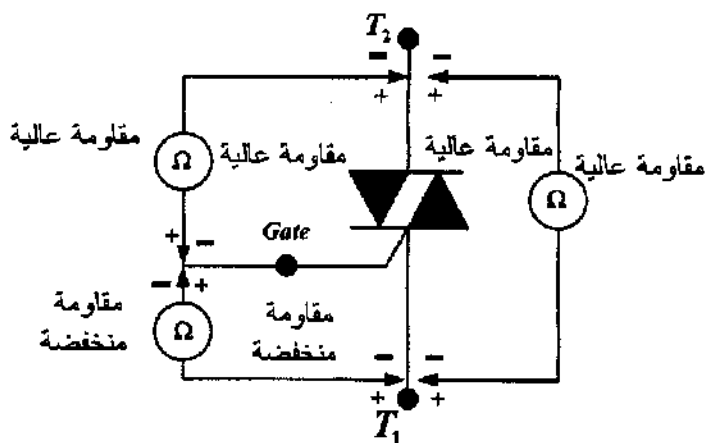 T₂
− −
+ +
مقاومة عالية
Ω
مقاومة عالية
مقاومة عالية
Ω
مقاومة عالية
+ −
Gate
− +
مقاومة
منخفضة
Ω
مقاومة
منخفضة
− −
+ +
T₁